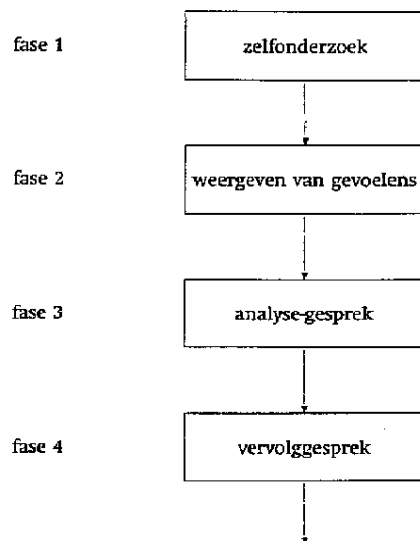 fase 1 zelfonderzoek
fase 2 weergeven van gevoelens
fase 3 analyse-gesprek
fase 4 vervolggesprek